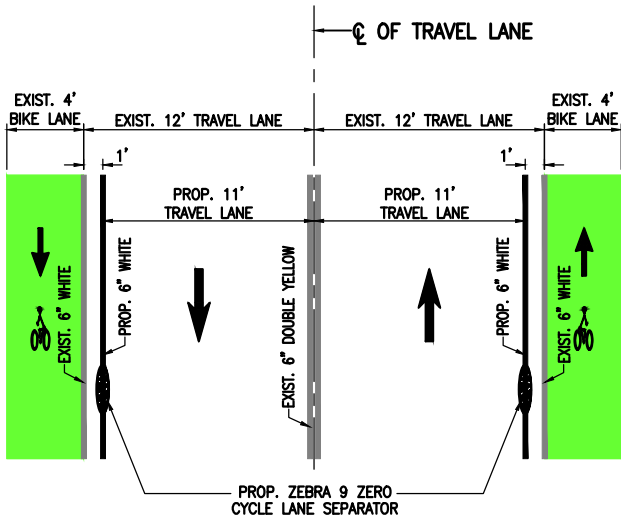 ℄ OF TRAVEL LANE
EXIST. 4'
BIKE LANE
EXIST. 12' TRAVEL LANE
EXIST. 12' TRAVEL LANE
EXIST. 4'
BIKE LANE
1'
1'
PROP. 11'
TRAVEL LANE
PROP. 11'
TRAVEL LANE
EXIST. 6" WHITE
PROP. 6" WHITE
EXIST. 6" DOUBLE YELLOW
PROP. 6" WHITE
EXIST. 6" WHITE
PROP. ZEBRA 9 ZERO
CYCLE LANE SEPARATOR